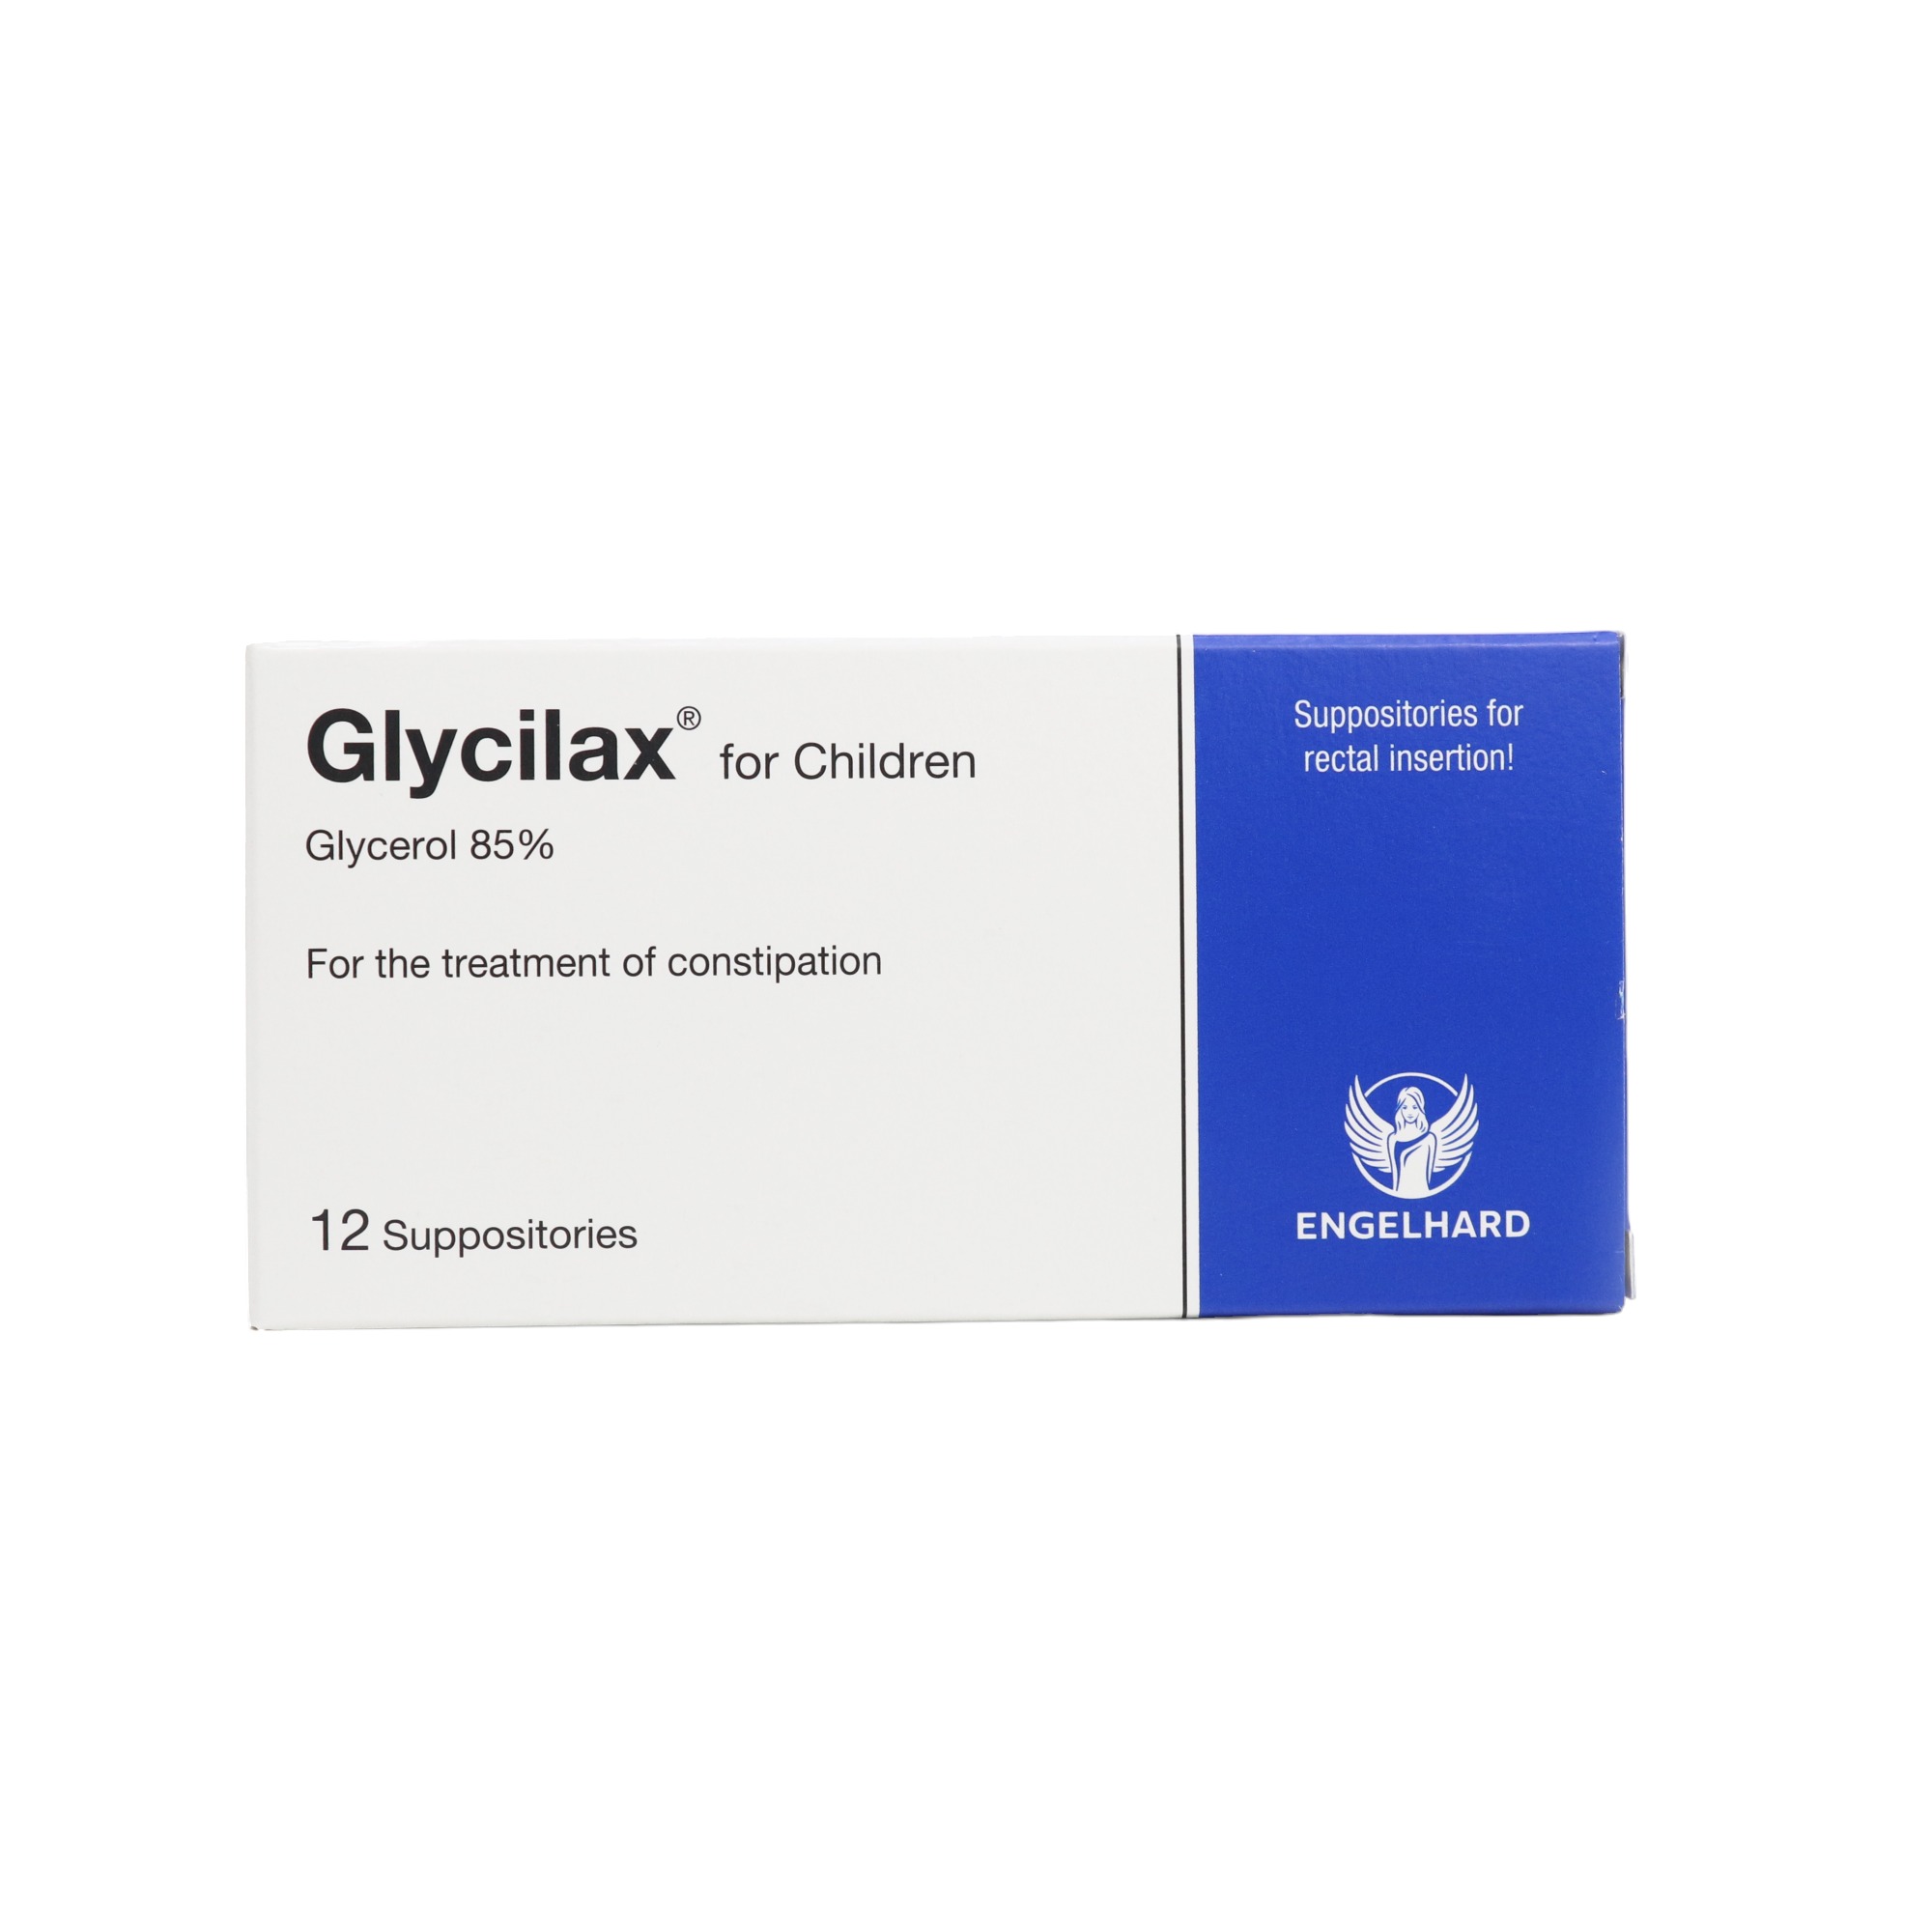 Glycilax® for Children
Glycerol 85%
For the treatment of constipation
12 Suppositories
Suppositories for
rectal insertion!
ENGELHARD